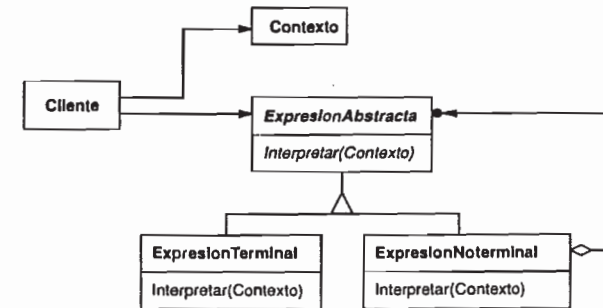 Contexto
Cliente
ExpresionAbstracta
Interpretar(Contexto)
ExpresionTerminal
ExpresionNoterminal
Interpretar(Contexto)
Interpretar(Contexto)